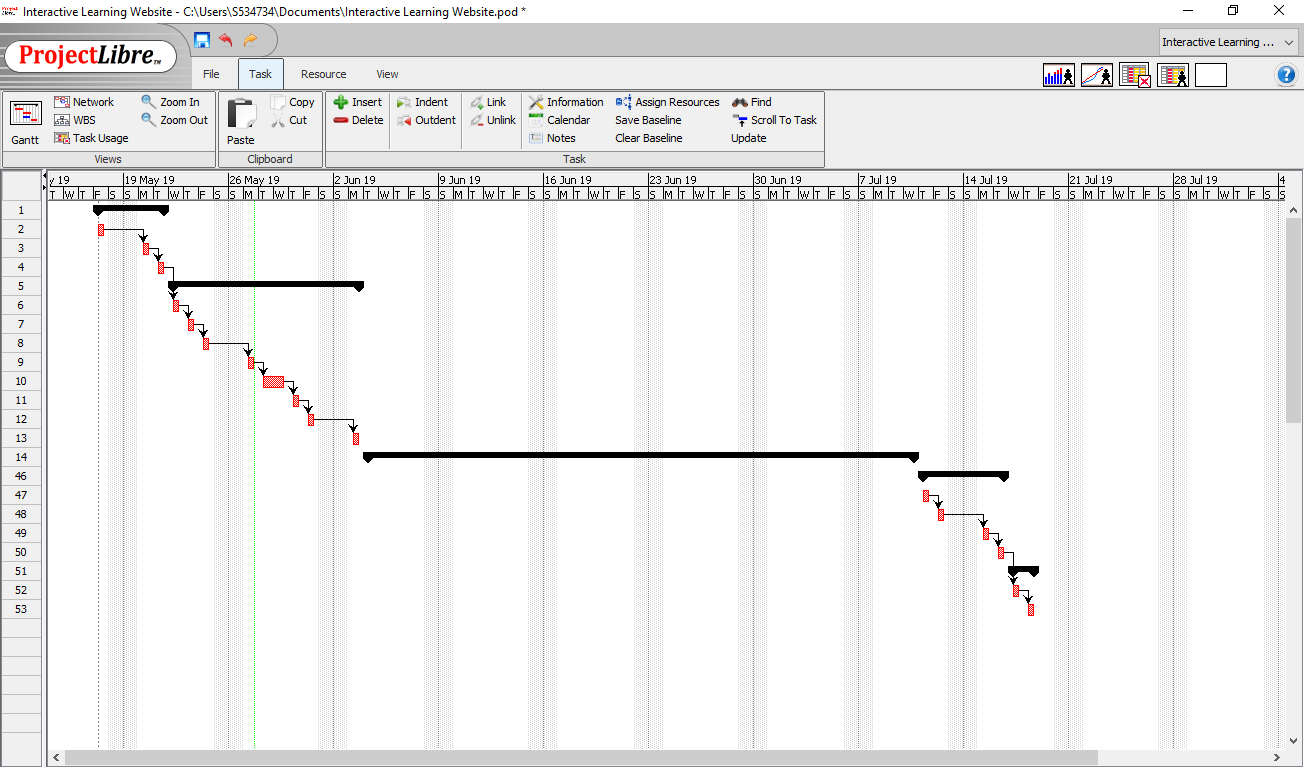 Interactive Learning Website - C:\Users\S534734\Documents\Interactive Learning Website.pod *
ProjectLibre™
Interactive Learning ...
File Task Resource View
Gantt
Network
WBS
Task Usage
Zoom In
Zoom Out
Views
Paste
Copy
Cut
Clipboard
Insert
Delete
Indent
Outdent
Link
Unlink
Information
Calendar
Notes
Assign Resources
Save Baseline
Clear Baseline
Find
Scroll To Task
Update
Task
y 19 19 May 19 26 May 19 2 Jun 19 9 Jun 19 16 Jun 19 23 Jun 19 30 Jun 19 7 Jul 19 14 Jul 19 21 Jul 19 28 Jul 19 4
T W T F S S M T W T F S S M T W T F S S M T W T F S S M T W T F S S M T W T F S S M T W T F S S M T W T F S S M T W T F S S M T W T F S S M T W T F S S M T W T F S S M T W T F S S
1
2
3
4
5
6
7
8
9
10
11
12
13
14
46
47
48
49
50
51
52
53